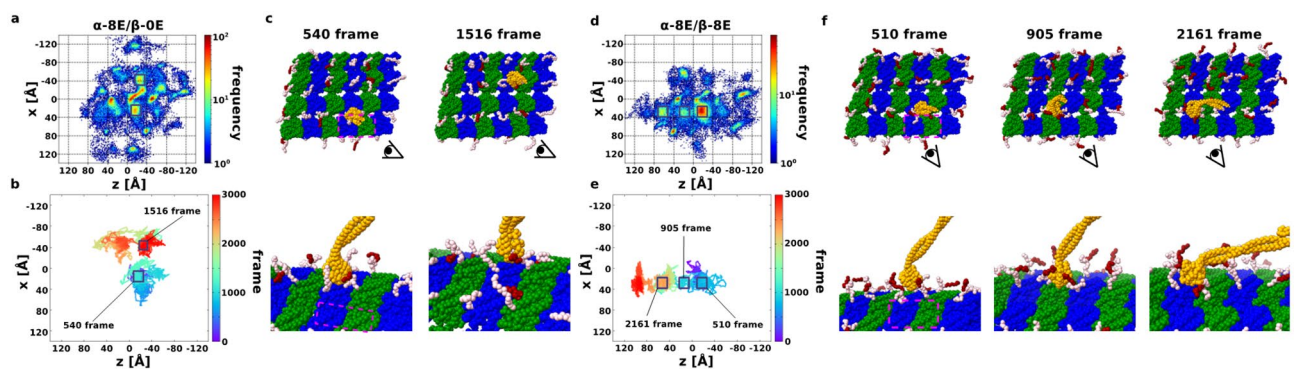 a
α-8E/β-0E
-120
-80
-40
0
40
80
120
x [Å]
120 80 40 0 -40 -80-120
z [Å]
10²
10¹
10⁰
frequency
b
-120
-80
-40
0
40
80
120
x [Å]
1516 frame
540 frame
120 80 40 0 -40 -80-120
z [Å]
3000
2000
1000
0
frame
c
540 frame
1516 frame
d
α-8E/β-8E
-120
-80
-40
0
40
80
120
x [Å]
120 80 40 0 -40 -80-120
z [Å]
10¹
10⁰
frequency
e
-120
-80
-40
0
40
80
120
x [Å]
905 frame
2161 frame
510 frame
120 80 40 0 -40 -80-120
z [Å]
3000
2000
1000
0
frame
f
510 frame
905 frame
2161 frame